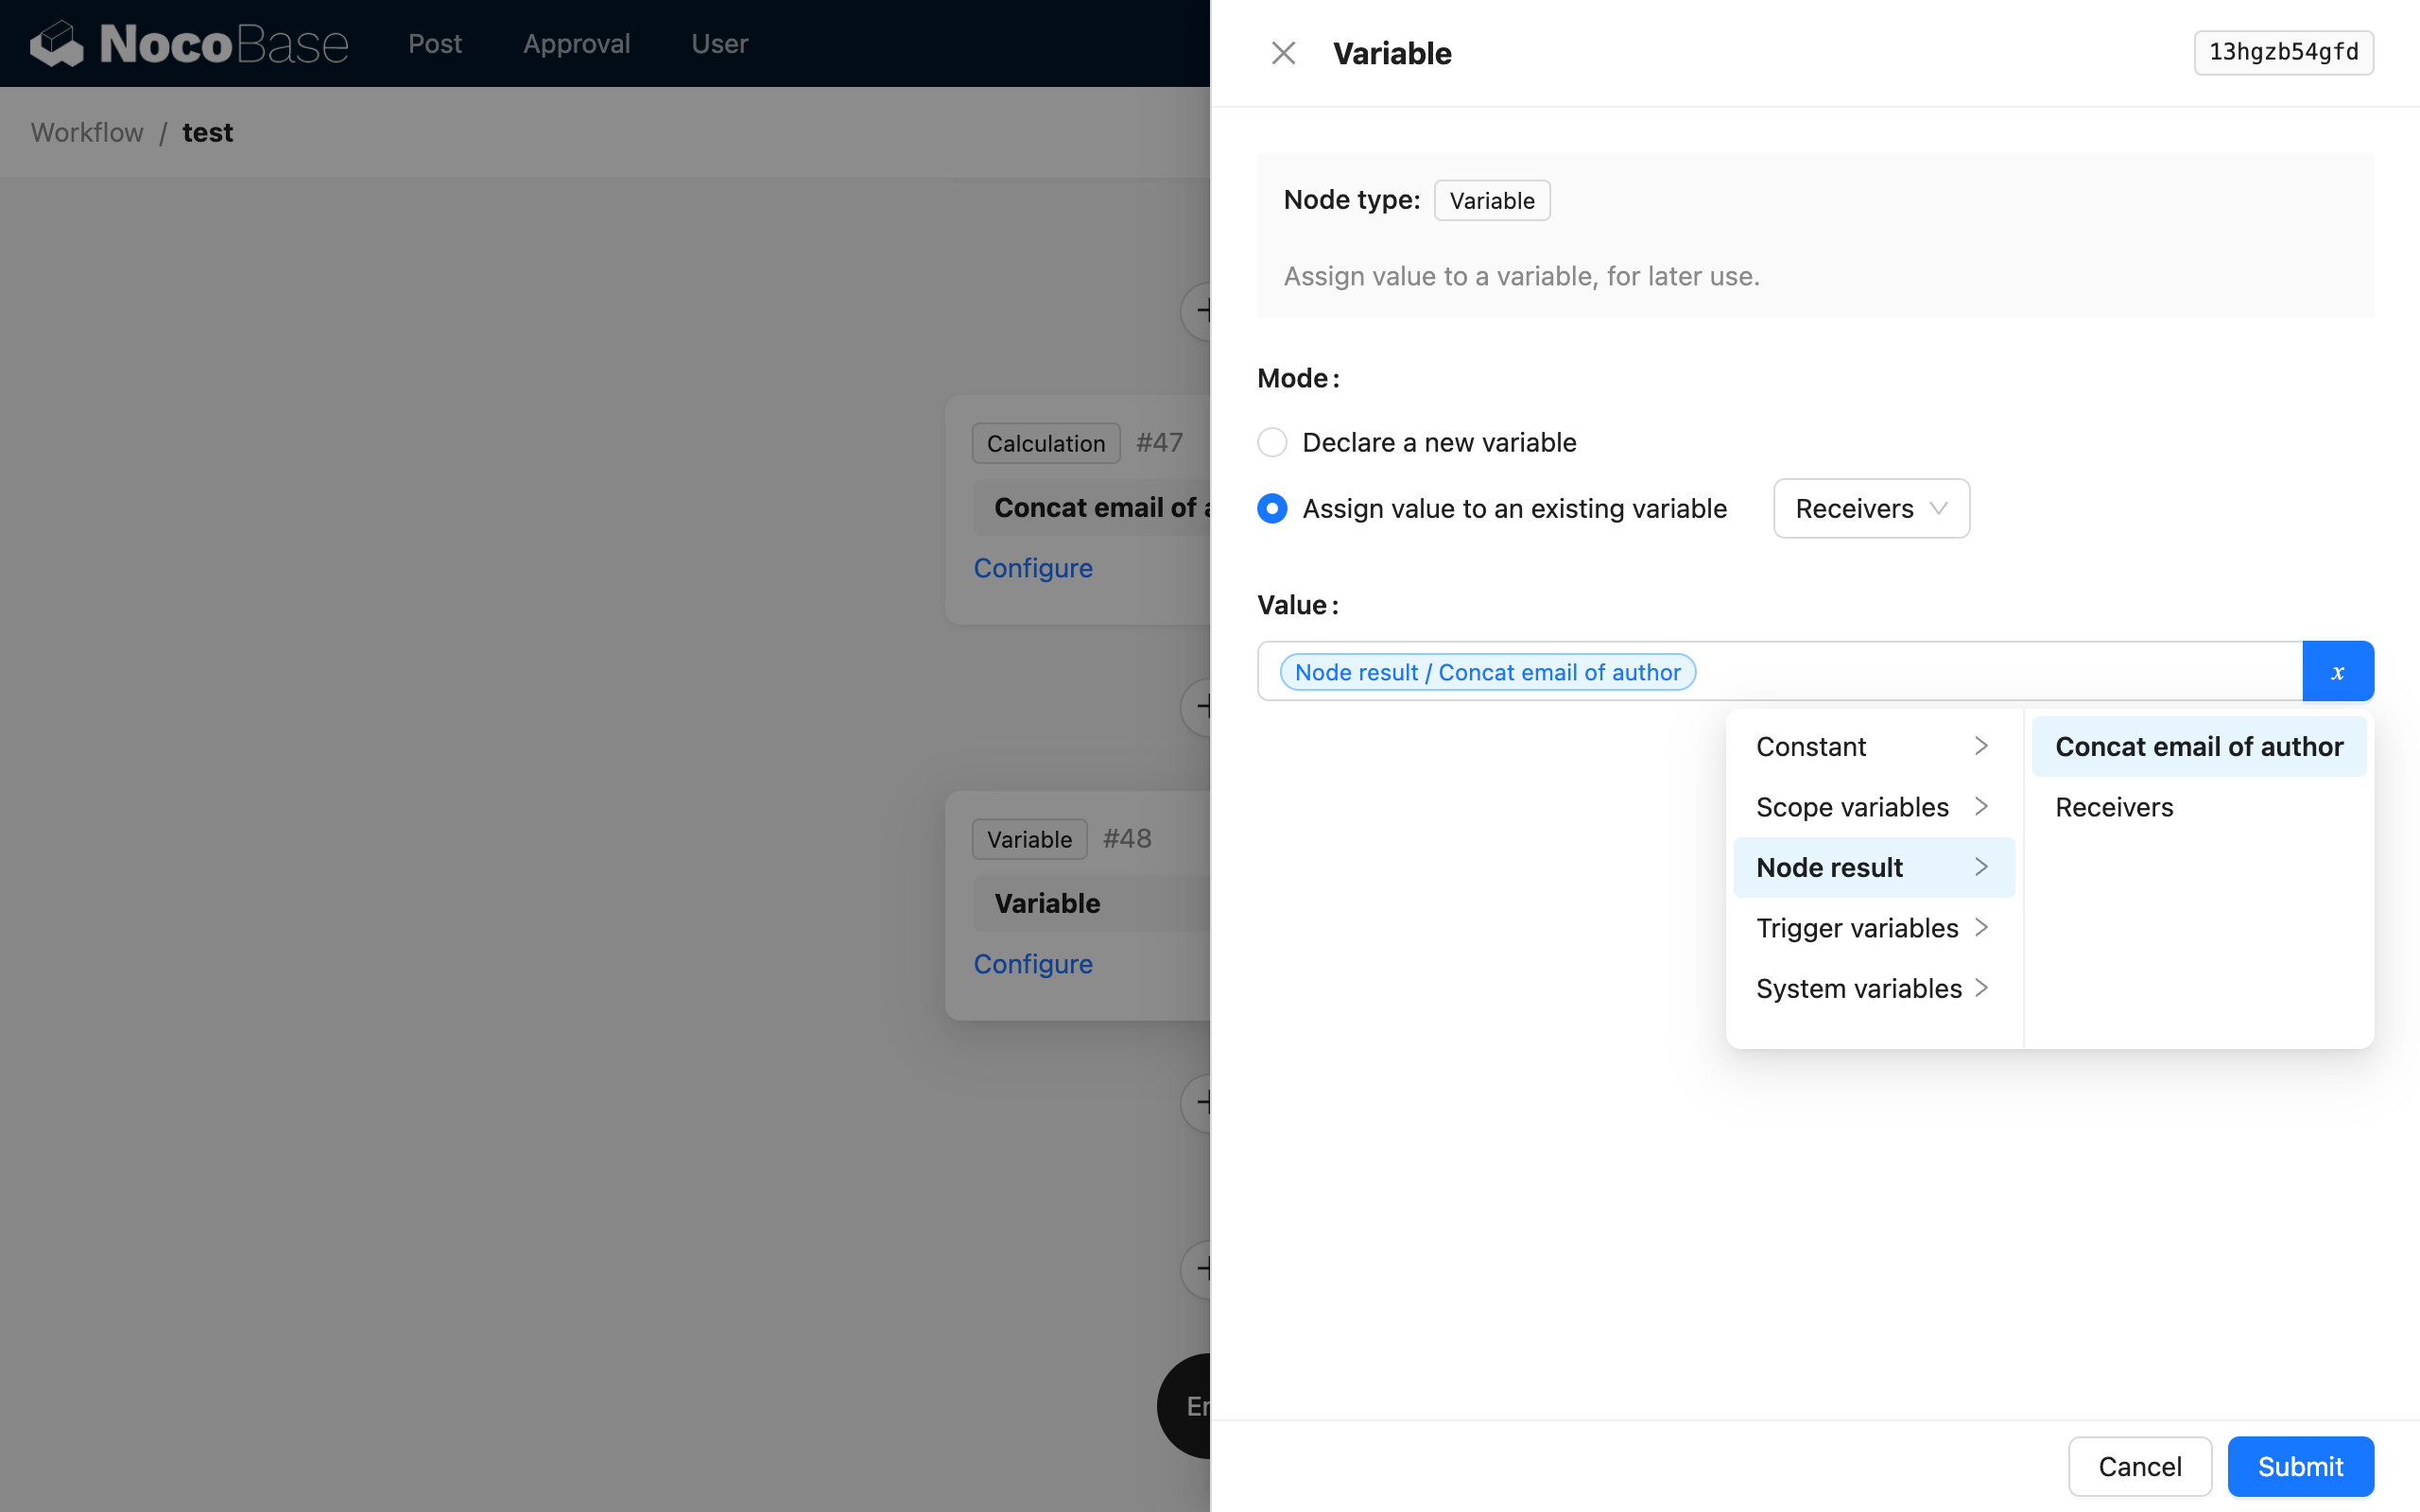 NocoBase Post Approval User
Workflow / test
Calculation #47
Concat email of a
Configure
Variable #48
Variable
Configure
Variable
13hgzb54gfd
Node type: Variable
Assign value to a variable, for later use.
Mode:
Declare a new variable
Assign value to an existing variable Receivers
Value:
Node result / Concat email of author x
Constant
Scope variables
Node result
Trigger variables
System variables
Concat email of author
Receivers
Cancel Submit